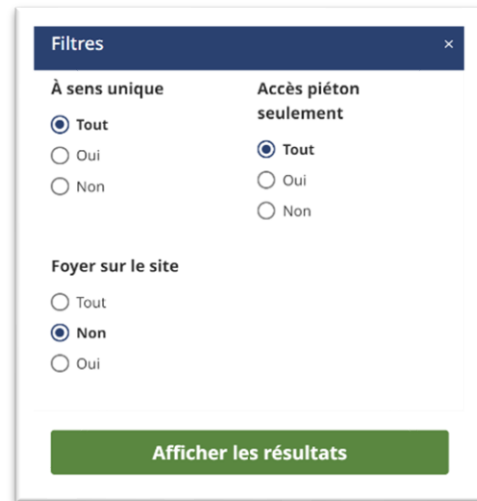 Filtres ×
À sens unique
Tout
Oui
Non
Accès piéton
seulement
Tout
Oui
Non
Foyer sur le site
Tout
Non
Oui
Afficher les résultats